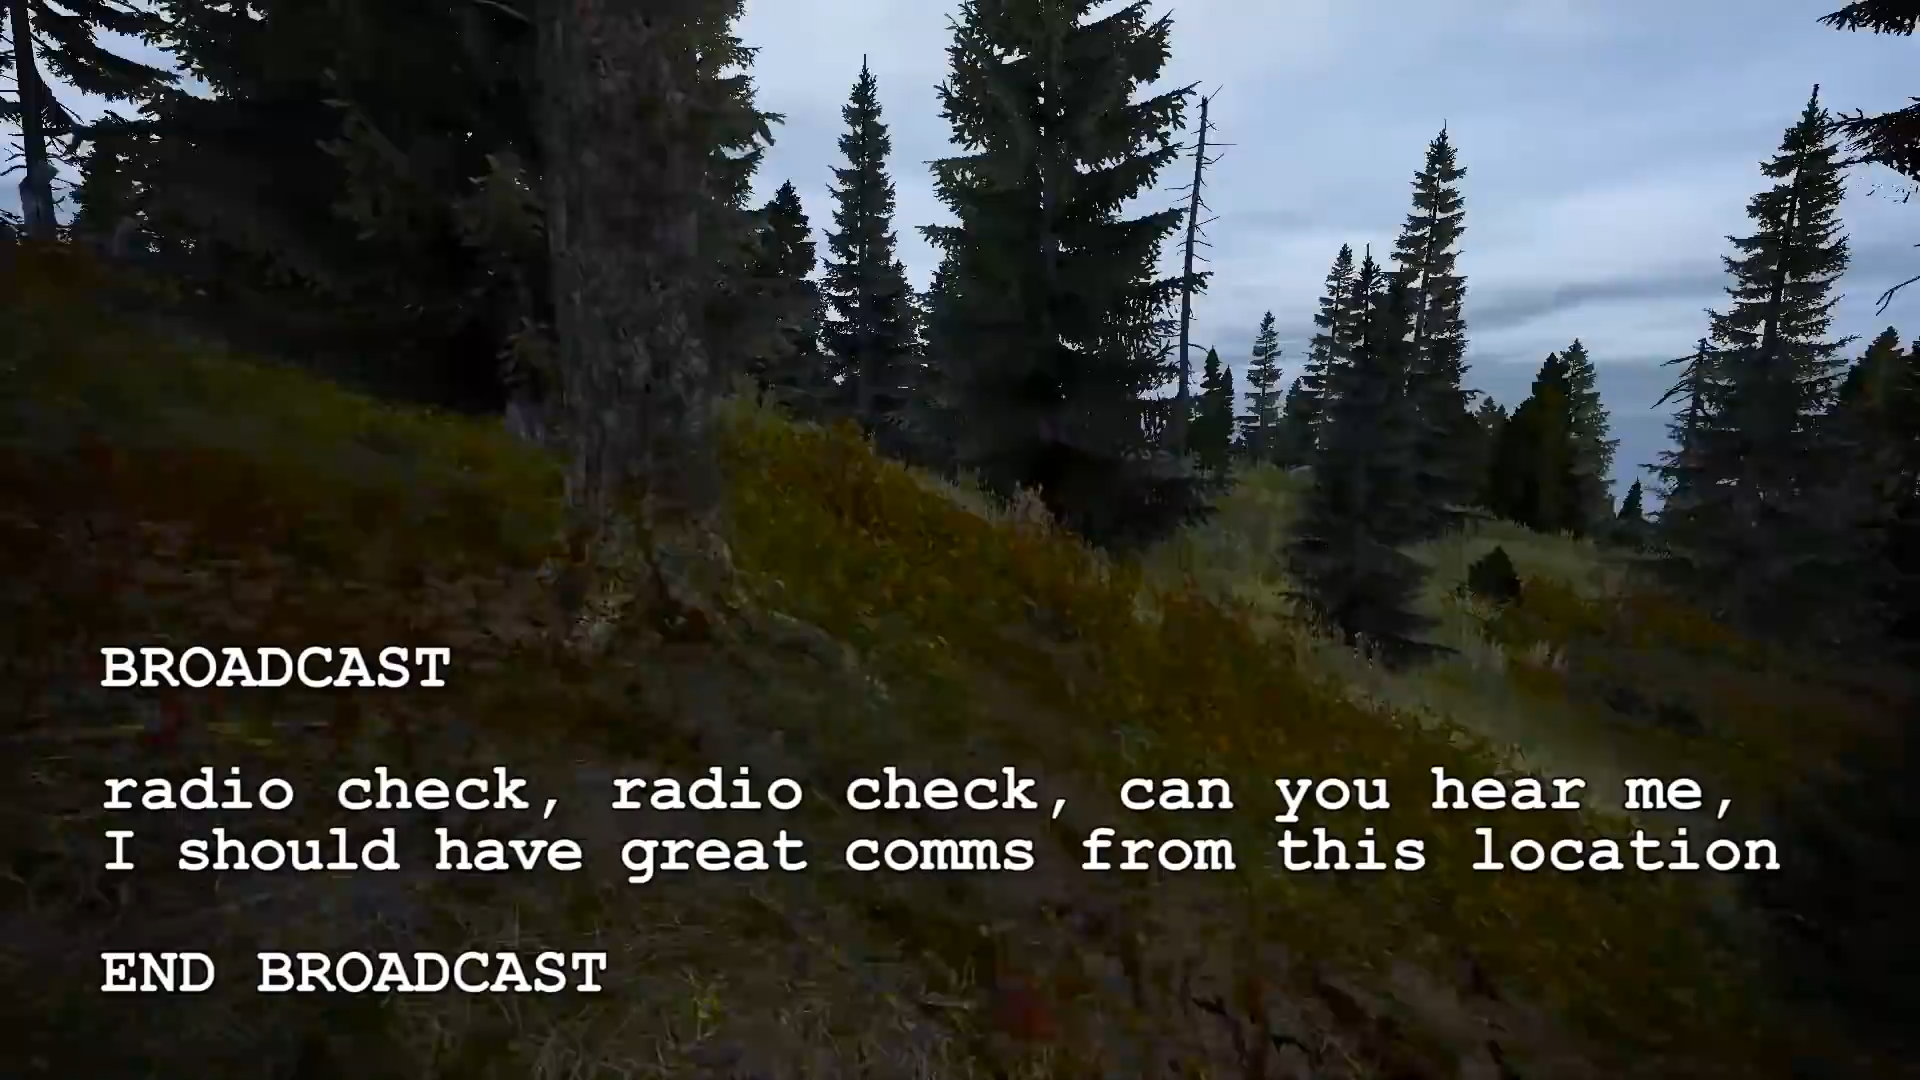 BROADCAST
radio check, radio check, can you hear me,
I should have great comms from this location
END BROADCAST